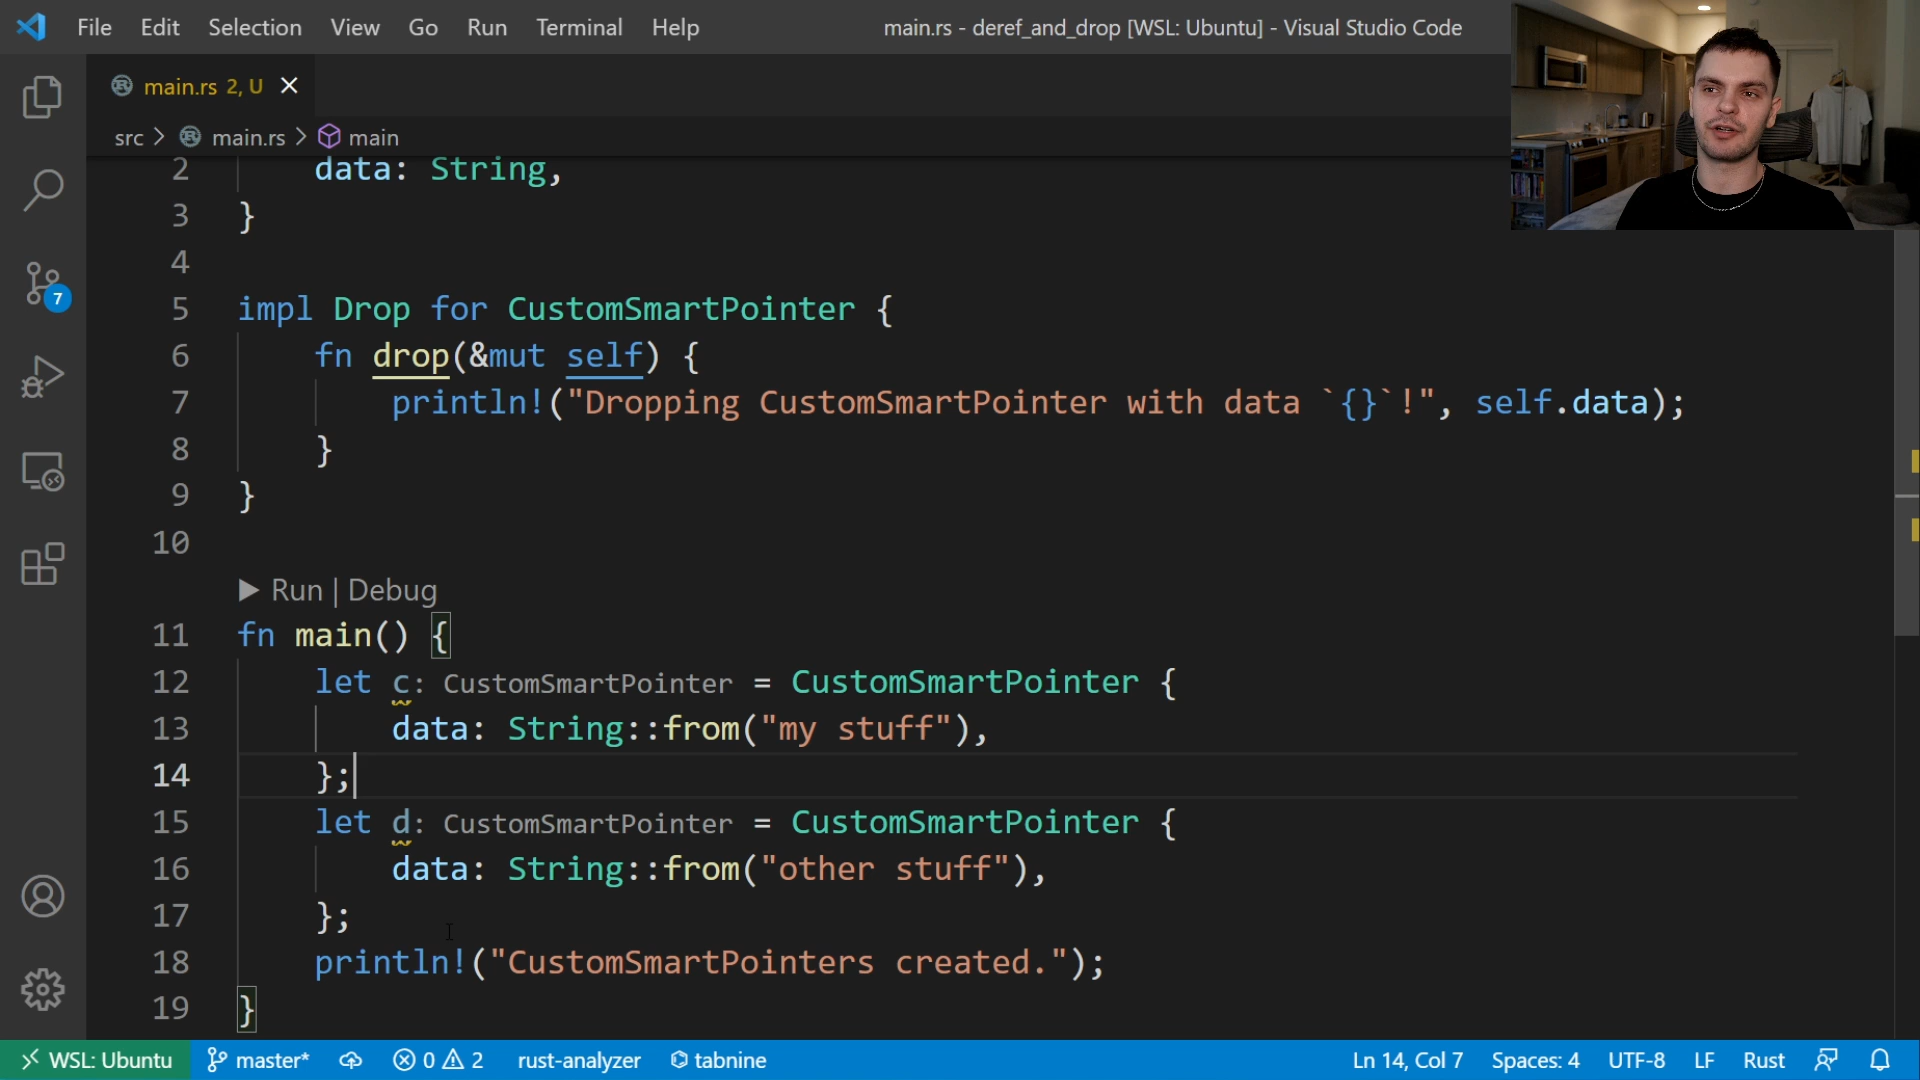 File Edit Selection View Go Run Terminal Help main.rs - deref_and_drop [WSL: Ubuntu] - Visual Studio Code
main.rs 2, U
src > main.rs > main
2 data: String,
3 }
4
5 impl Drop for CustomSmartPointer {
6 fn drop(&mut self) {
7 println!("Dropping CustomSmartPointer with data `{}`!", self.data);
8 }
9 }
10
Run | Debug
11 fn main() {
12 let c: CustomSmartPointer = CustomSmartPointer {
13 data: String::from("my stuff"),
14 };
15 let d: CustomSmartPointer = CustomSmartPointer {
16 data: String::from("other stuff"),
17 };
18 println!("CustomSmartPointers created.");
19 }
7
WSL: Ubuntu master* 0 2 rust-analyzer tabnine Ln 14, Col 7 Spaces: 4 UTF-8 LF Rust